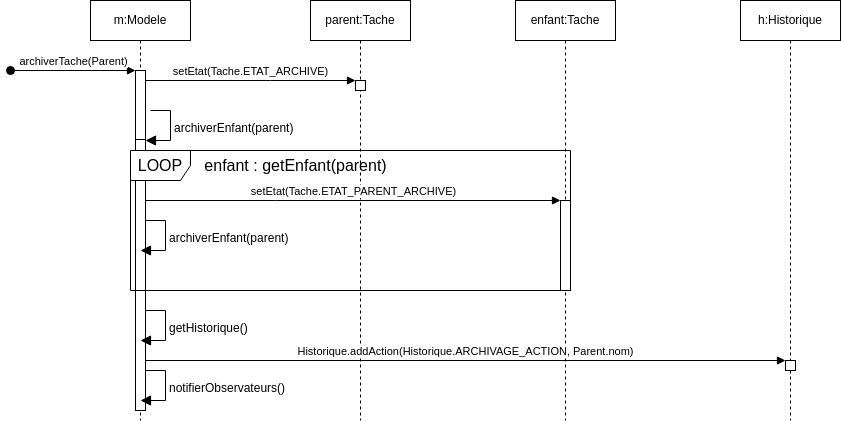 m:Modele
parent:Tache
enfant:Tache
h:Historique
archiverTache(Parent)
setEtat(Tache.ETAT_ARCHIVE)
archiverEnfant(parent)
LOOP enfant : getEnfant(parent)
setEtat(Tache.ETAT_PARENT_ARCHIVE)
archiverEnfant(parent)
getHistorique()
Historique.addAction(Historique.ARCHIVAGE_ACTION, Parent.nom)
notifierObservateurs()